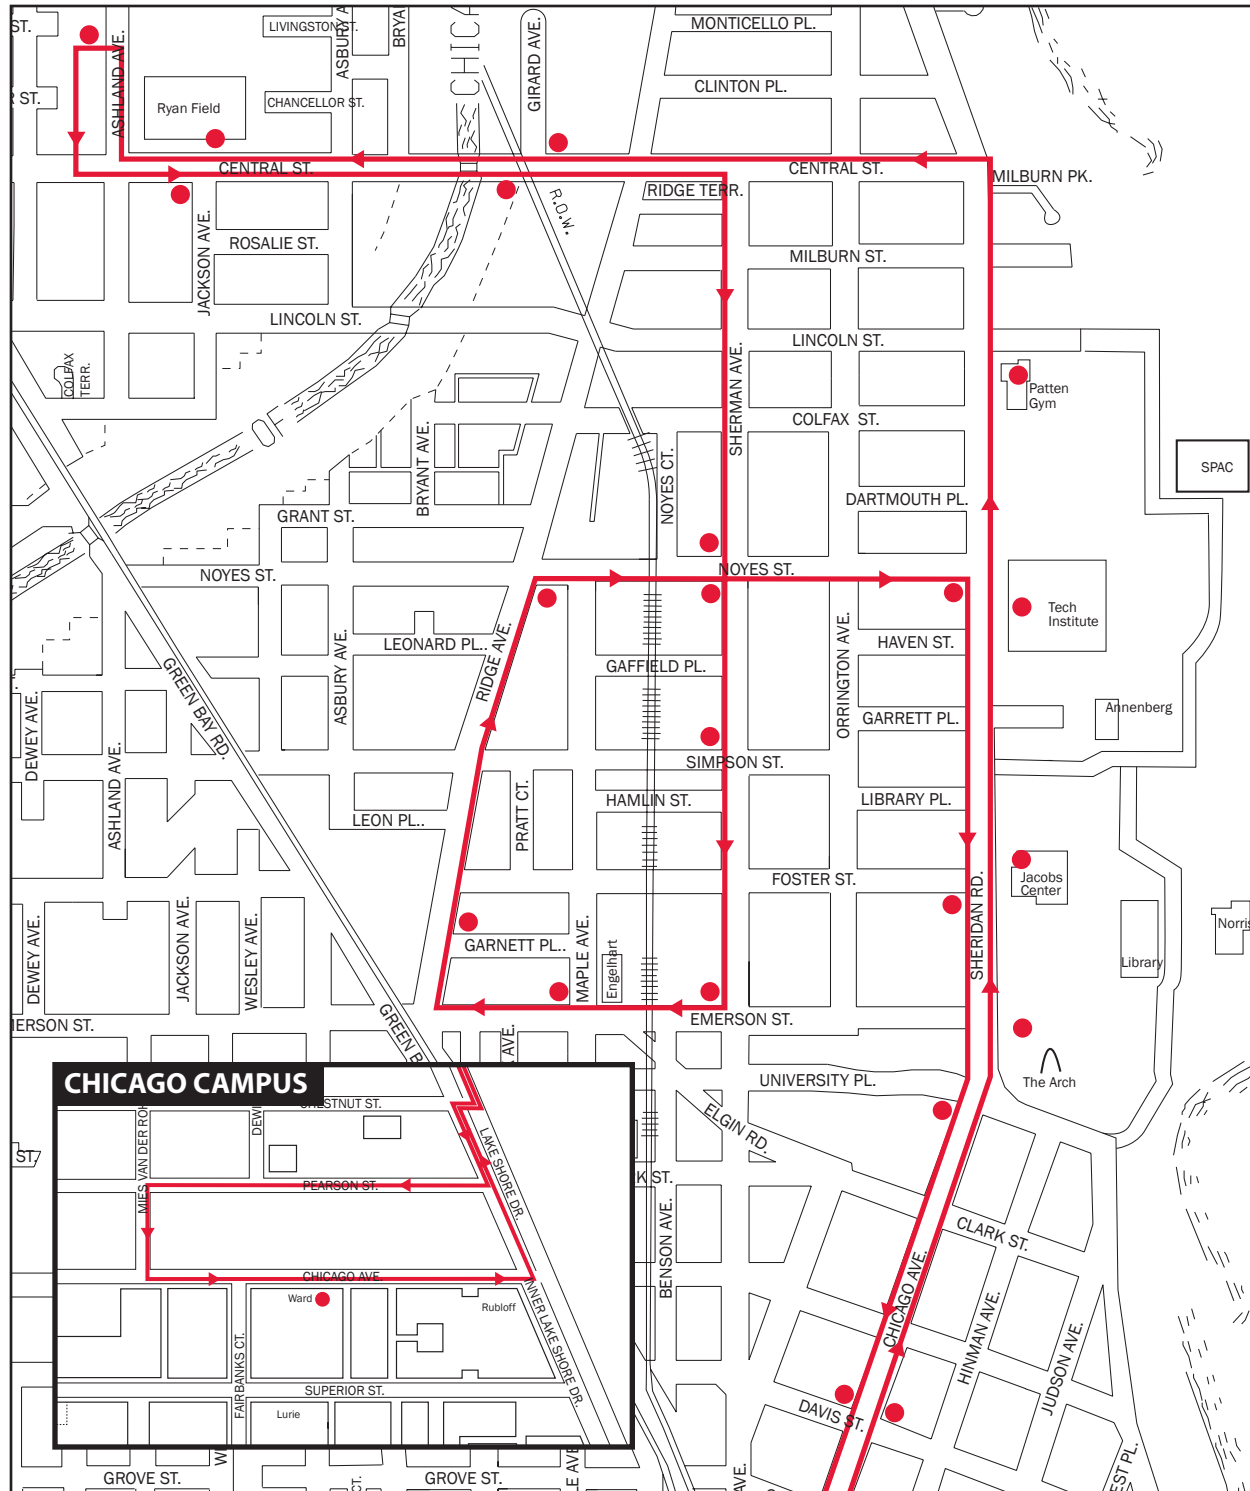 ST.
LIVINGSTON ST.
MONTICELLO PL.
ASHLAND AVE.
GIRARD AVE.
CLINTON PL.
ST.
Ryan Field
CHANCELLOR ST.
CENTRAL ST.
CENTRAL ST.
MILBURN PK.
RIDGE TERR.
R.O.W.
JACKSON AVE.
ROSALIE ST.
MILBURN ST.
LINCOLN ST.
LINCOLN ST.
COLFAX
TERR.
SHERMAN AVE.
Patten
Gym
COLFAX ST.
BRYANT AVE.
NOYES CT.
SPAC
DARTMOUTH PL.
GRANT ST.
NOYES ST.
NOYES ST.
Tech
Institute
LEONARD PL..
RIDGE AVE.
HAVEN ST.
ORRINGTON AVE.
GAFFIELD PL.
ASBURY AVE.
GREEN BAY RD.
DEWEY AVE.
Annenberg
GARRETT PL.
SIMPSON ST.
ASHLAND AVE.
HAMLIN ST.
LIBRARY PL.
LEON PL..
PRATT CT.
FOSTER ST.
Jacobs
Center
SHERIDAN RD.
DEWEY AVE.
JACKSON AVE.
WESLEY AVE.
GARNETT PL..
MAPLE AVE.
Engelhart
Library
EMERSON ST.
AVE.
UNIVERSITY PL.
The Arch
CHICAGO CAMPUS
CHESTNUT ST.
ELGIN RD.
LAKE SHORE DR.
ST.
PEARSON ST.
BENSON AVE.
CLARK ST.
CHICAGO AVE.
CHICAGO AVE.
HINMAN AVE.
JUDSON AVE.
Ward
Rubloff
INNER LAKE SHORE DR.
FAIRBANKS CT.
SUPERIOR ST.
Lurie
DAVIS ST.
GROVE ST.
GROVE ST.
AVE.